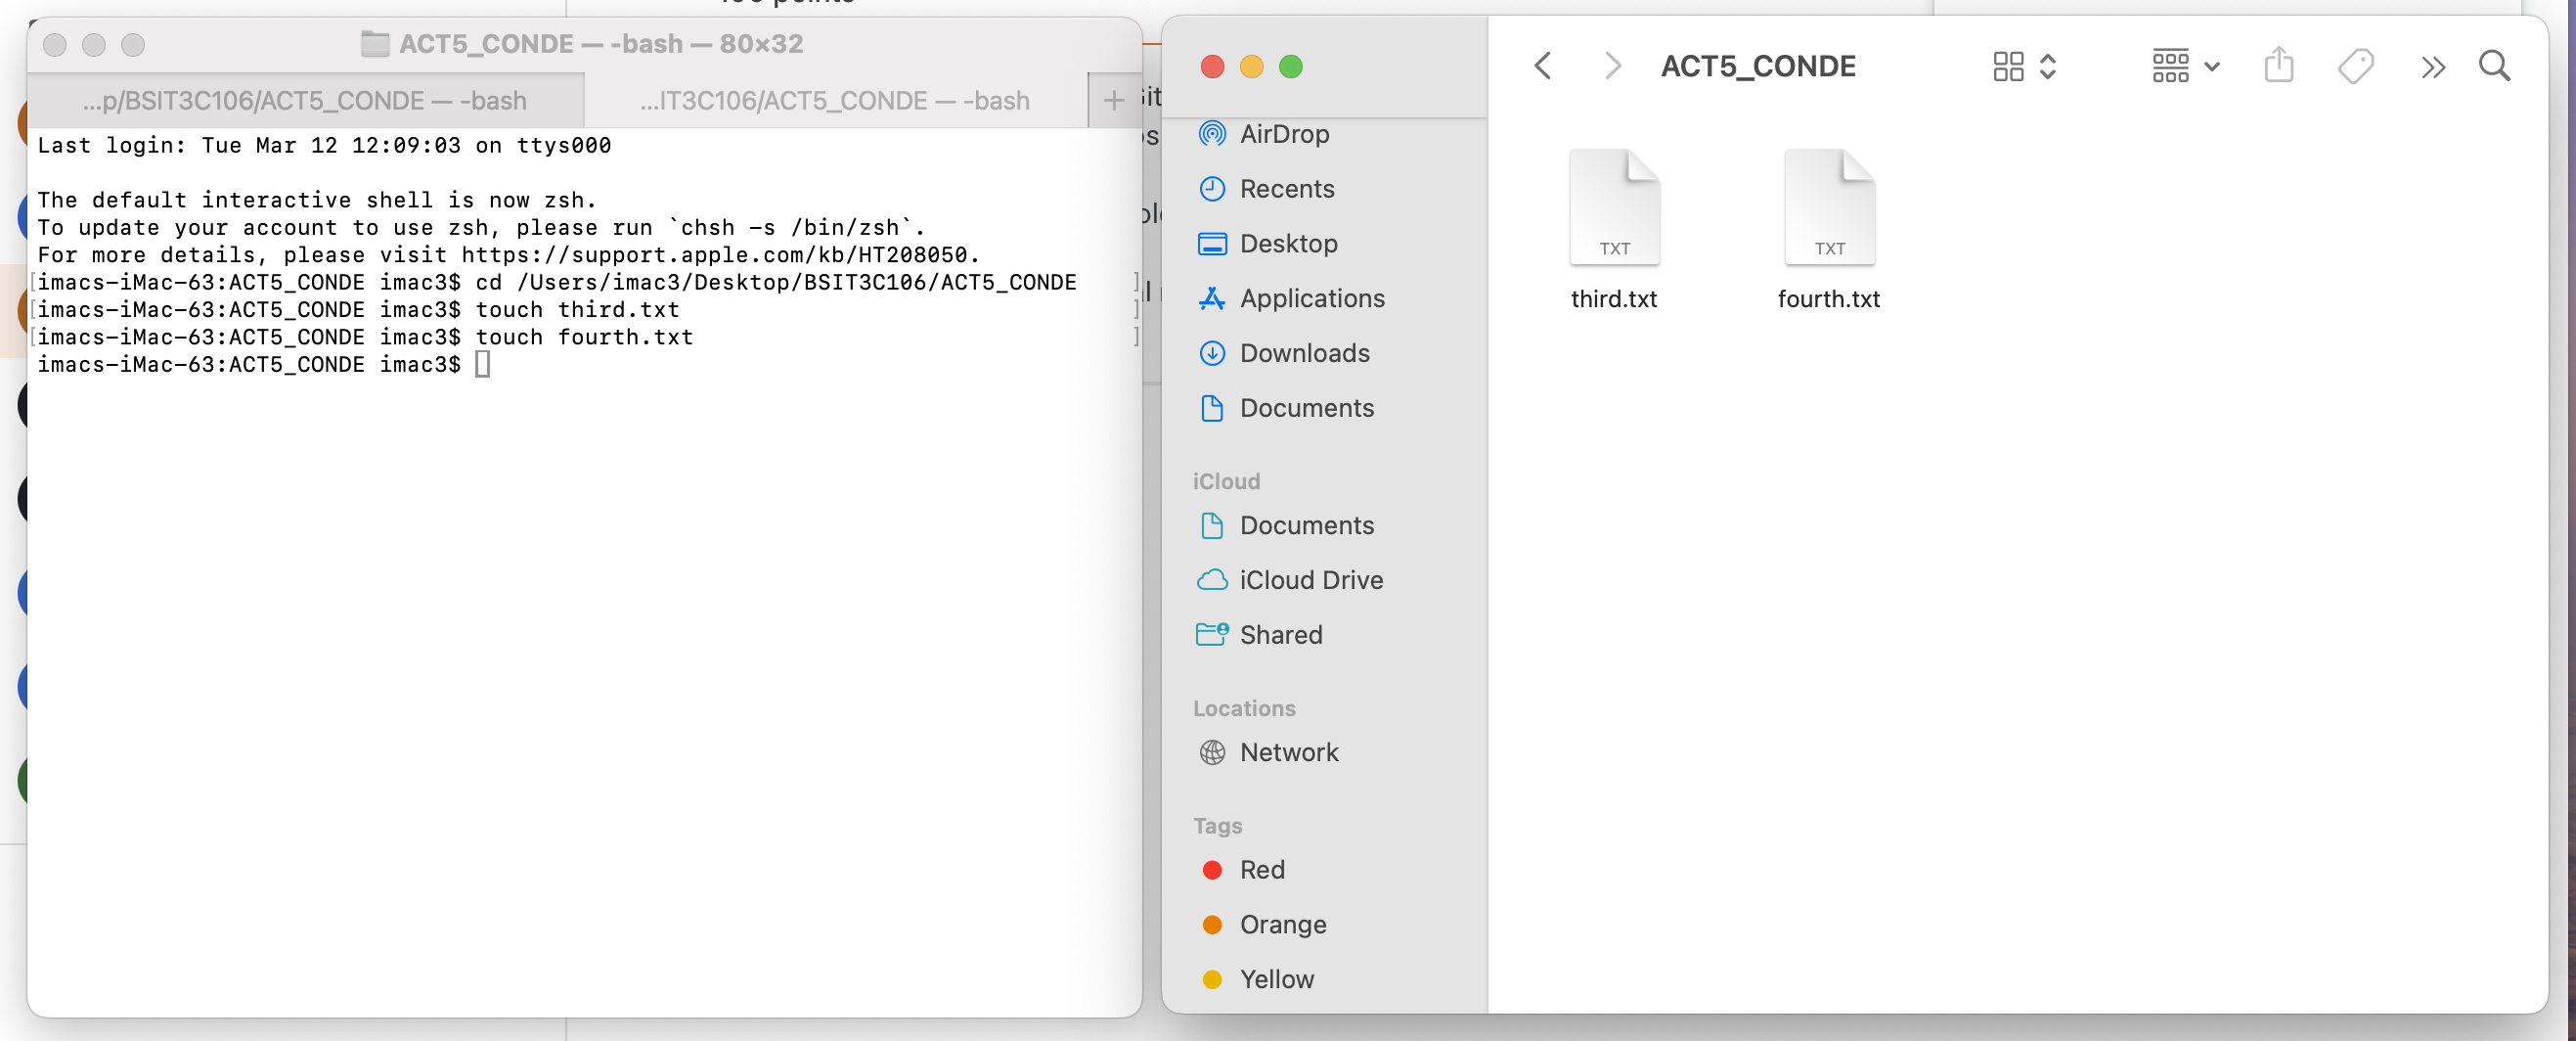 ACT5_CONDE — -bash — 80×32
...p/BSIT3C106/ACT5_CONDE — -bash
...IT3C106/ACT5_CONDE — -bash
Last login: Tue Mar 12 12:09:03 on ttys000
The default interactive shell is now zsh.
To update your account to use zsh, please run `chsh -s /bin/zsh`.
For more details, please visit https://support.apple.com/kb/HT208050.
[imacs-iMac-63:ACT5_CONDE imac3$ cd /Users/imac3/Desktop/BSIT3C106/ACT5_CONDE ]
[imacs-iMac-63:ACT5_CONDE imac3$ touch third.txt ]
[imacs-iMac-63:ACT5_CONDE imac3$ touch fourth.txt ]
imacs-iMac-63:ACT5_CONDE imac3$
AirDrop
Recents
Desktop
Applications
Downloads
Documents
iCloud
Documents
iCloud Drive
Shared
Locations
Network
Tags
Red
Orange
Yellow
ACT5_CONDE
TXT
third.txt
TXT
fourth.txt